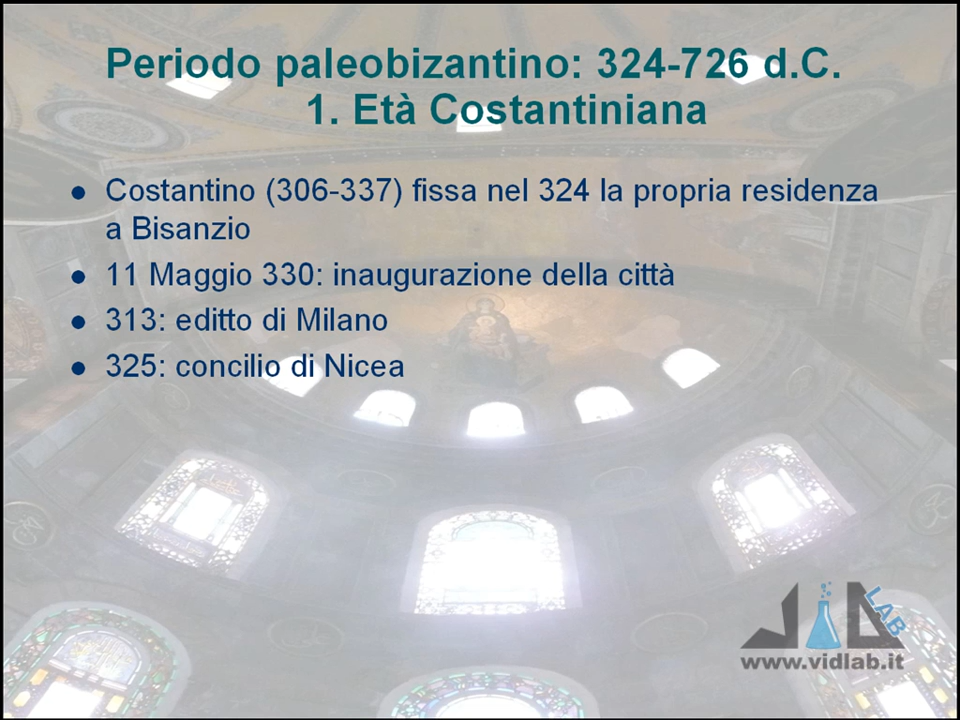 Periodo paleobizantino: 324-726 d.C.
1. Età Costantiniana
● Costantino (306-337) fissa nel 324 la propria residenza
a Bisanzio
● 11 Maggio 330: inaugurazione della città
● 313: editto di Milano
● 325: concilio di Nicea
LAB
www.vidlab.it